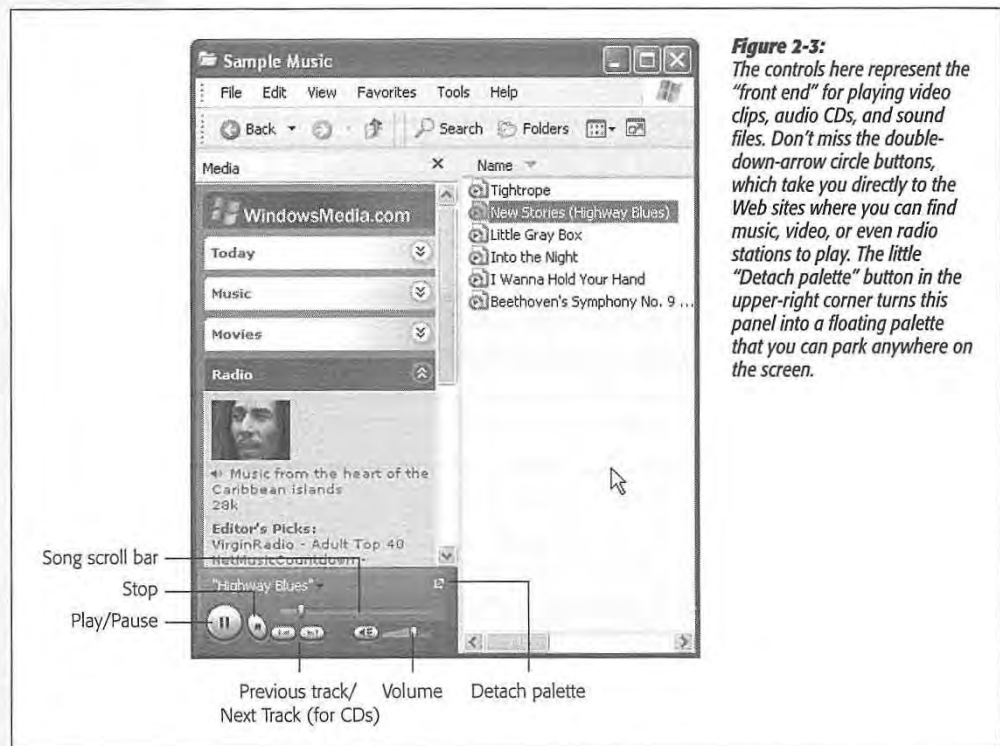 Sample Music
File Edit View Favorites Tools Help
Back Search Folders
Media
WindowsMedia.com
Today
Music
Movies
Radio
Music from the heart of the
Caribbean islands
28k
Editor's Picks:
VirginRadio - Adult Top 40
NetMusicCountdown -
"Highway Blues"
Name
Tightrope
New Stories (Highway Blues)
Little Gray Box
Into the Night
I Wanna Hold Your Hand
Beethoven's Symphony No. 9 ...
Song scroll bar
Stop
Play/Pause
Previous track/
Next Track (for CDs)
Volume
Detach palette
Figure 2-3:
The controls here represent the
"front end" for playing video
clips, audio CDs, and sound
files. Don't miss the double-
down-arrow circle buttons,
which take you directly to the
Web sites where you can find
music, video, or even radio
stations to play. The little
"Detach palette" button in the
upper-right corner turns this
panel into a floating palette
that you can park anywhere on
the screen.